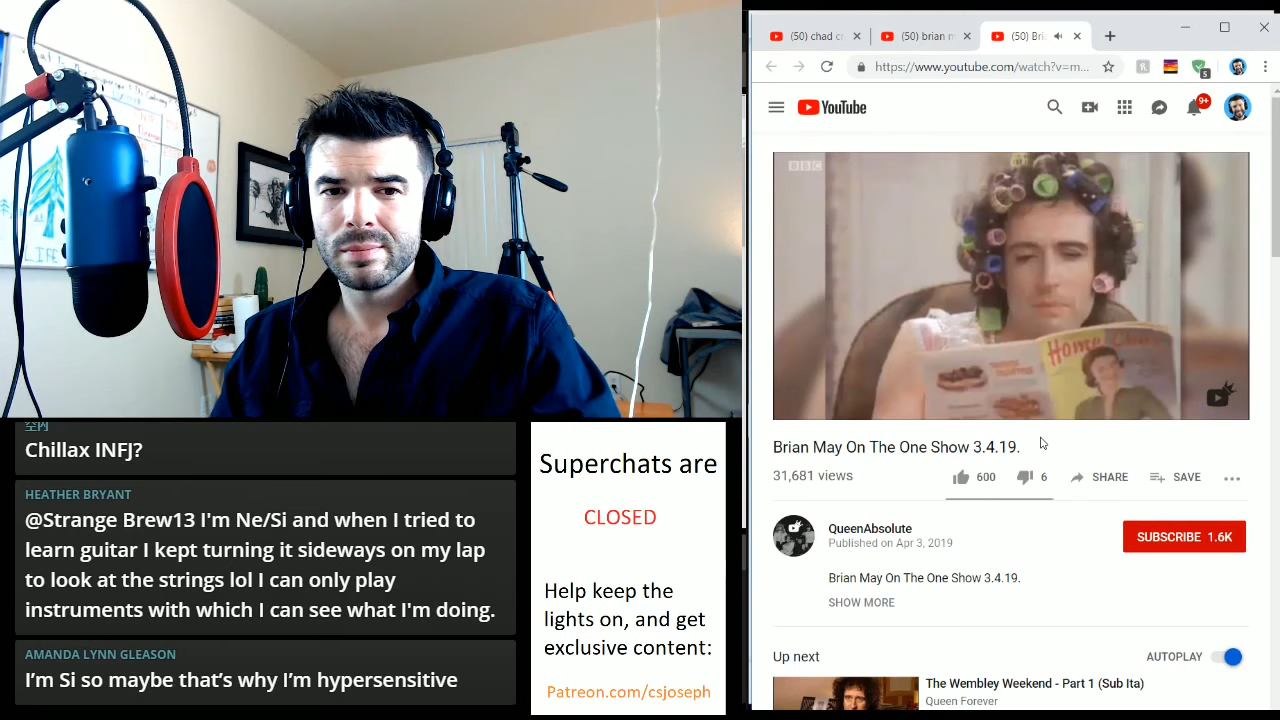 (50) chad cr
(50) brian m
(50) Bri
https://www.youtube.com/watch?v=m...
5
YouTube
9+
BBC
LIFE
Home
Brian May On The One Show 3.4.19.
31,681 views
600
6
SHARE
SAVE
QueenAbsolute
Published on Apr 3, 2019
SUBSCRIBE 1.6K
Brian May On The One Show 3.4.19.
SHOW MORE
Up next
AUTOPLAY
The Wembley Weekend - Part 1 (Sub Ita)
Queen Forever
Chillax INFJ?
HEATHER BRYANT
@Strange Brew13 I'm Ne/Si and when I tried to
learn guitar I kept turning it sideways on my lap
to look at the strings lol I can only play
instruments with which I can see what I'm doing.
AMANDA LYNN GLEASON
I'm Si so maybe that's why I'm hypersensitive
Superchats are
CLOSED
Help keep the
lights on, and get
exclusive content:
Patreon.com/csjoseph